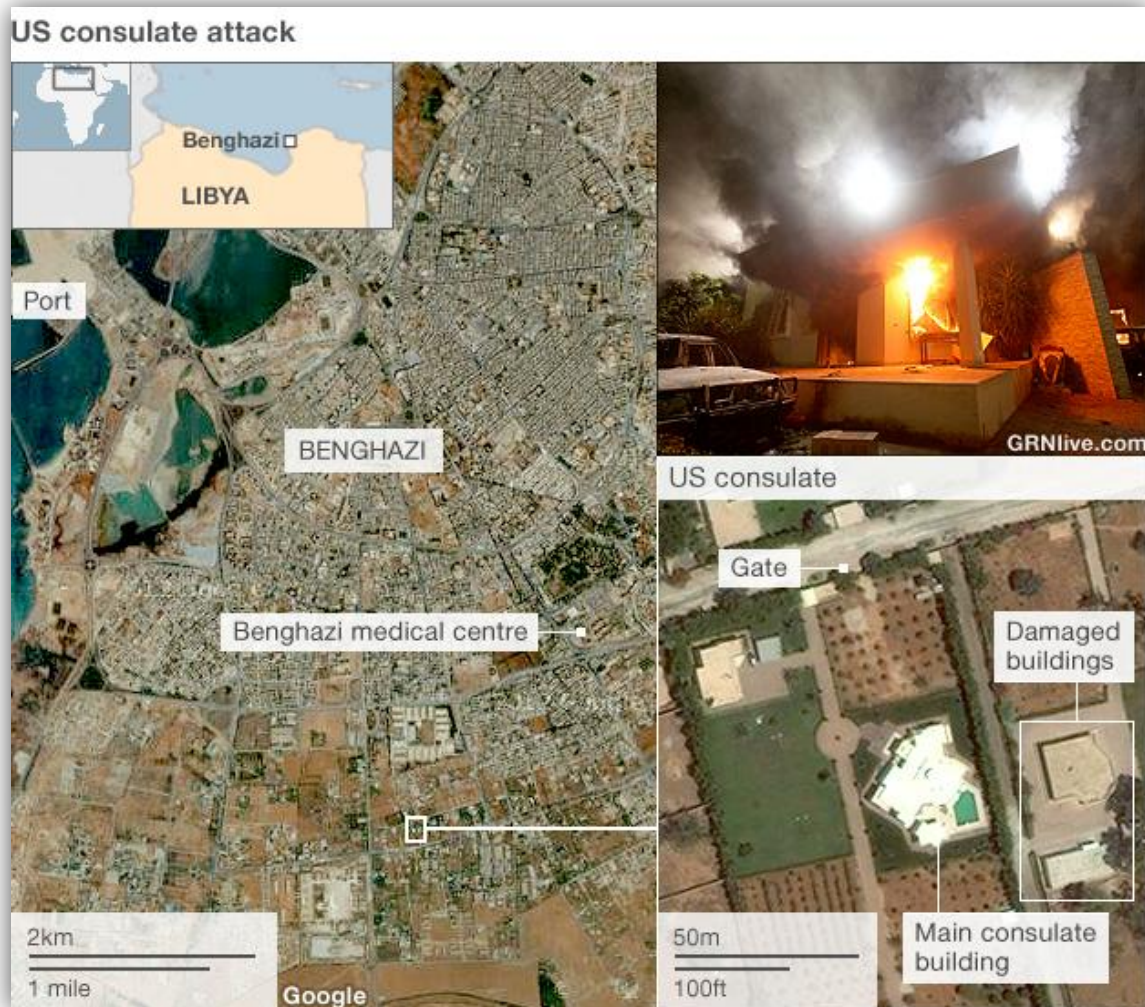 US consulate attack
Benghazi
LIBYA
Port
BENGHAZI
Benghazi medical centre
2km
1 mile
Google
GRNlive.com
US consulate
Gate
Damaged
buildings
Main consulate
building
50m
100ft